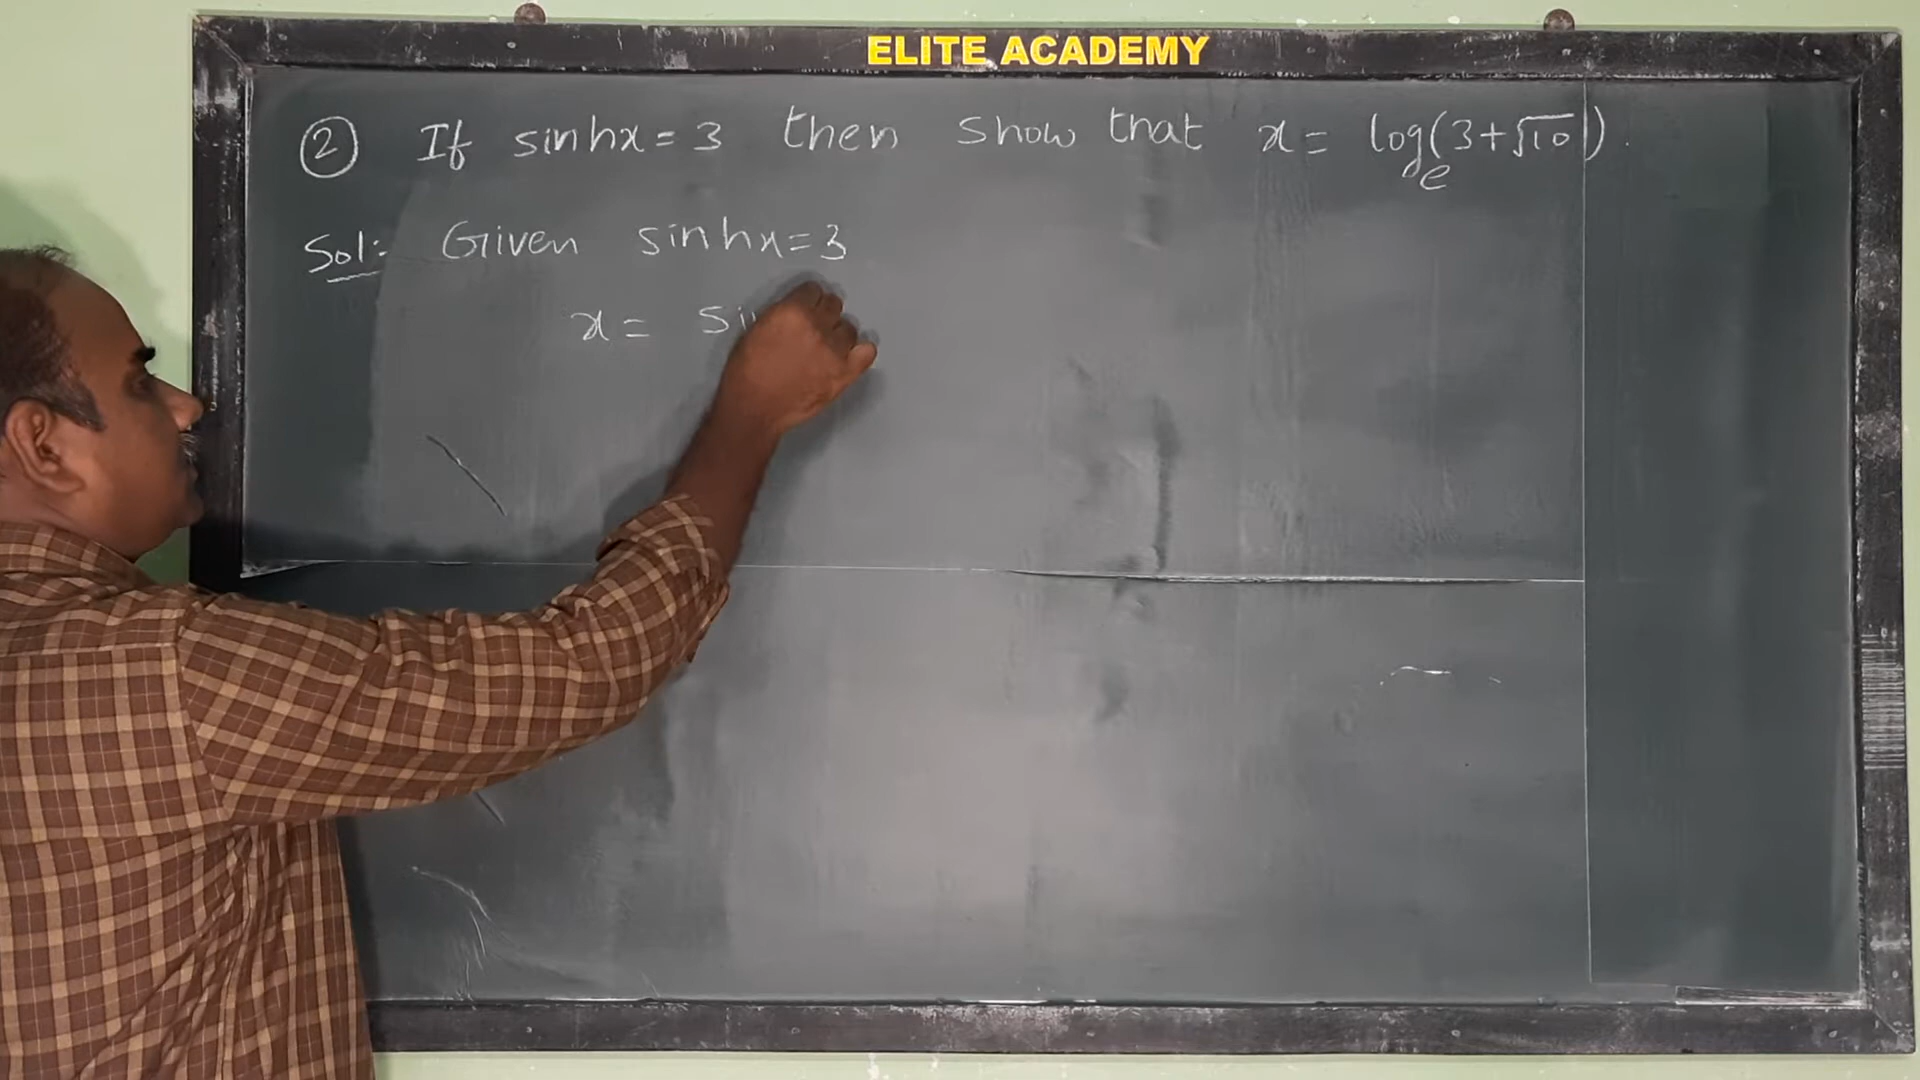 ELITE ACADEMY
② If sinhx = 3 then show that x = logₑ(3+√10).
Sol:- Given sinhx = 3
x = si